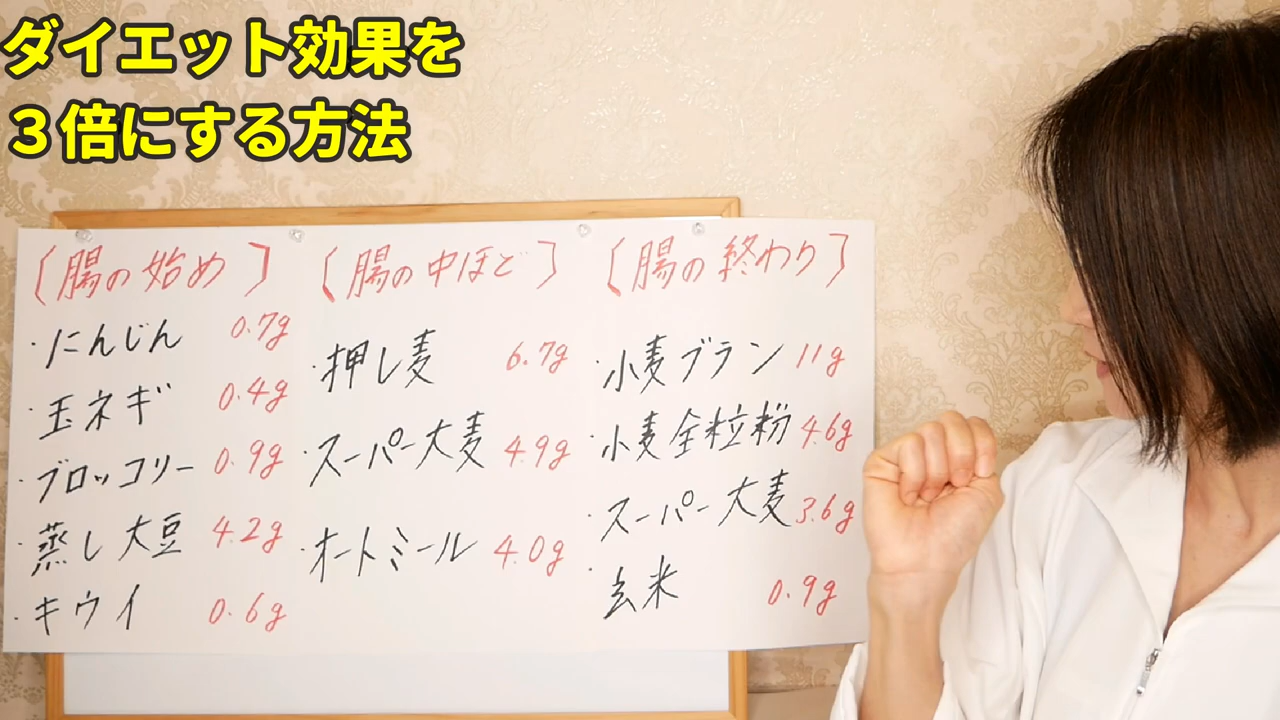 ダイエット効果を
３倍にする方法
[腸の始め]
・にんじん 0.7g
・玉ネギ 0.4g
・ブロッコリー 0.9g
・蒸し大豆 4.2g
・キウイ 0.6g
[腸の中ほど]
・押し麦 6.7g
・スーパー大麦 4.9g
・オートミール 4.0g
[腸の終わり]
・小麦ブラン 11g
・小麦全粒粉 4.6g
・スーパー大麦 3.6g
・玄米 0.9g